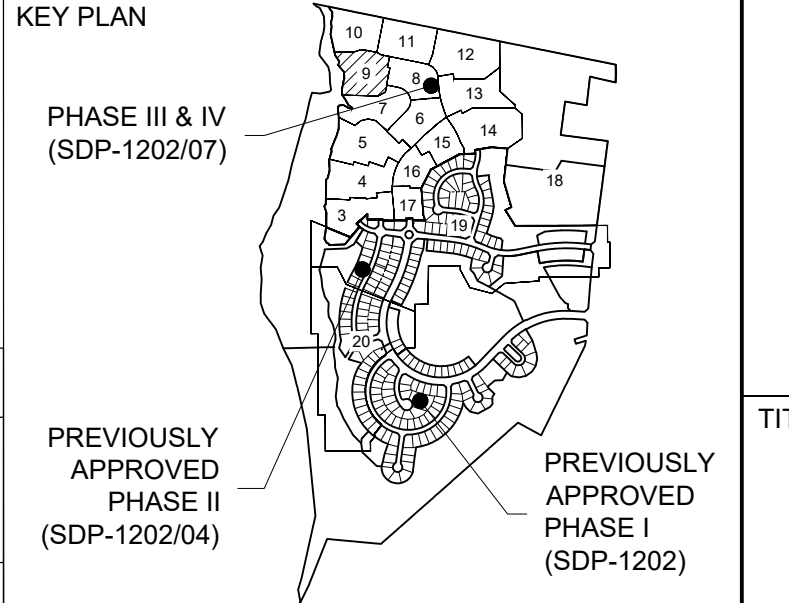 KEY PLAN
10
11
12
9
8
13
7
6
14
5
15
16
4
18
17
3
19
20
PHASE III & IV
(SDP-1202/07)
PREVIOUSLY
APPROVED
PHASE II
(SDP-1202/04)
PREVIOUSLY
APPROVED
PHASE I
(SDP-1202)
TIT